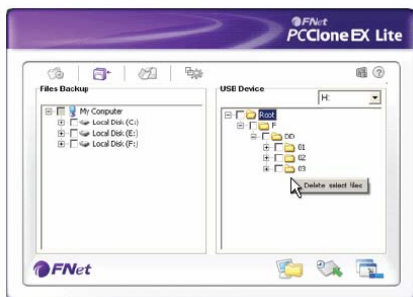 FNet
PCClone EX Lite
Files Backup
USB Device
H:
My Computer
Local Disk (C:)
Local Disk (E:)
Local Disk (F:)
Root
F
DD
01
02
03
Delete select files
FNet